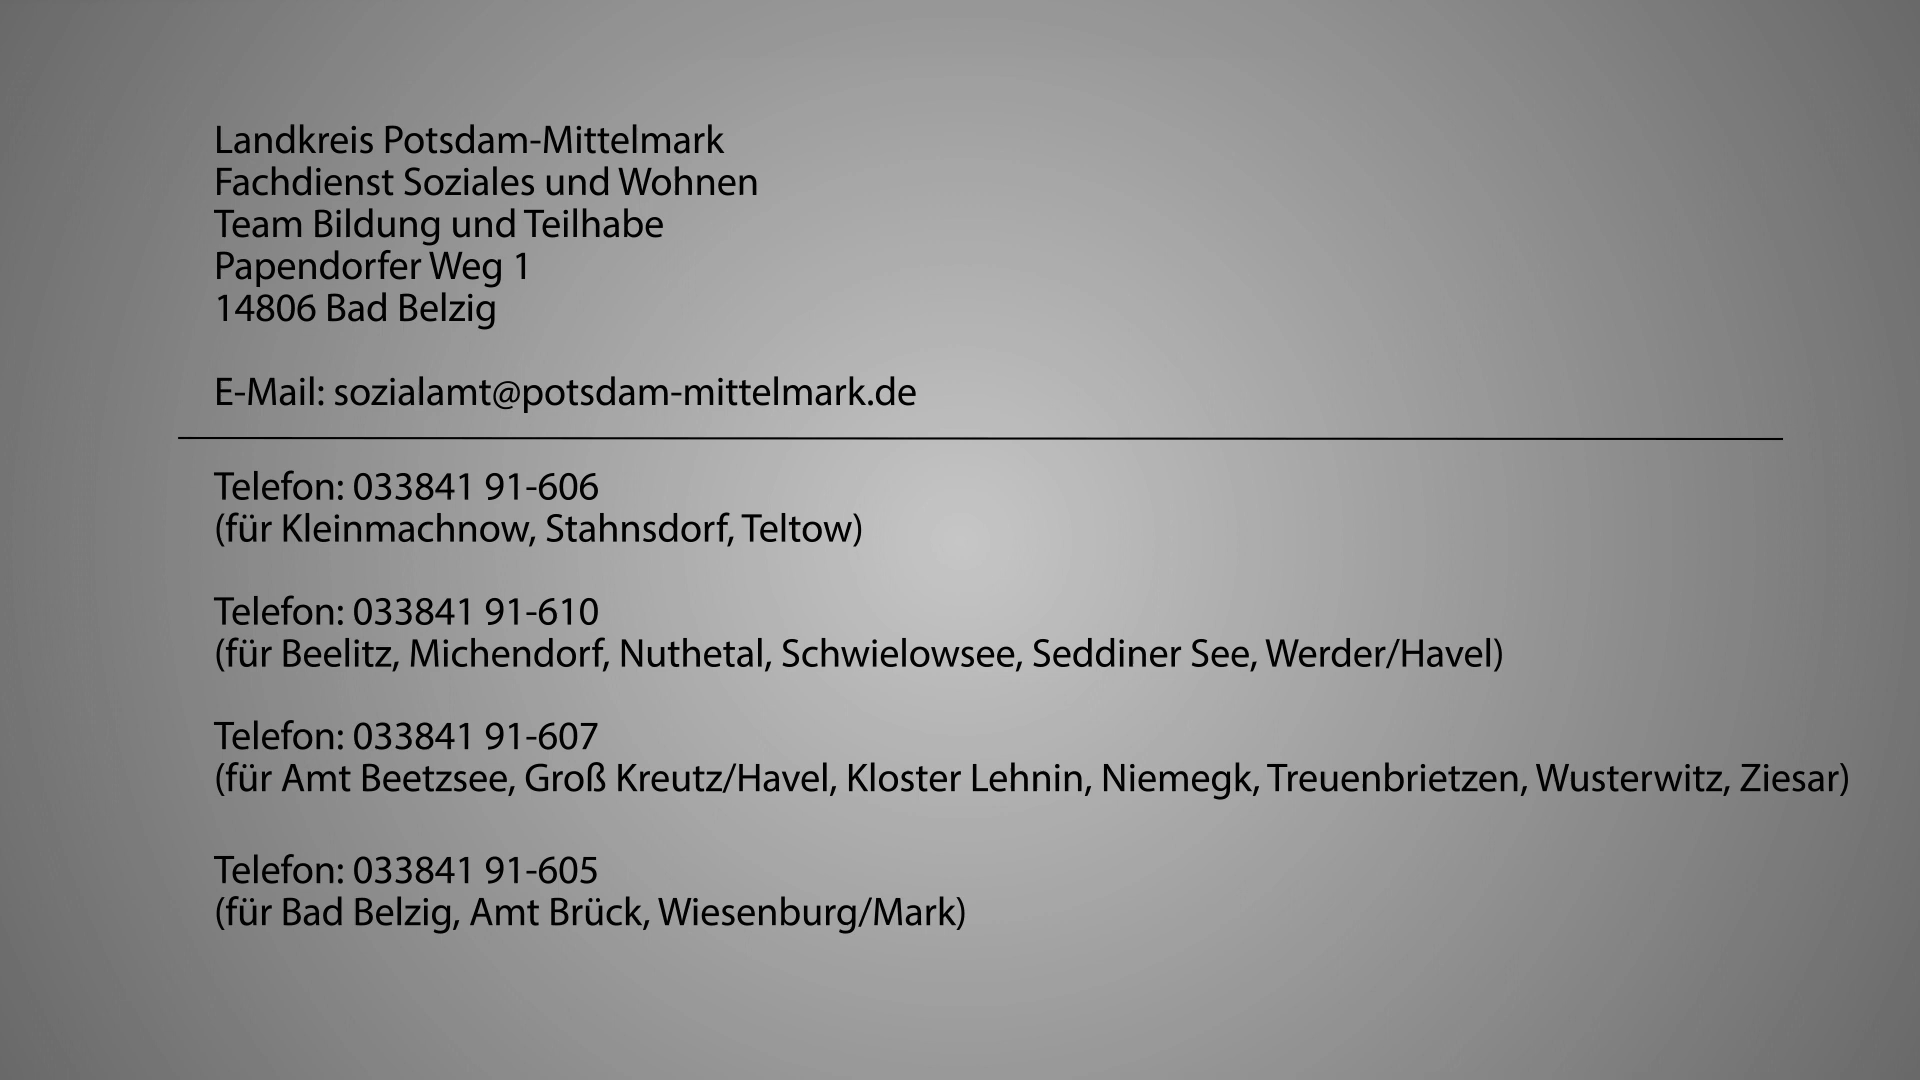 Landkreis Potsdam-Mittelmark
Fachdienst Soziales und Wohnen
Team Bildung und Teilhabe
Papendorfer Weg 1
14806 Bad Belzig
E-Mail: sozialamt@potsdam-mittelmark.de
Telefon: 033841 91-606
(für Kleinmachnow, Stahnsdorf, Teltow)
Telefon: 033841 91-610
(für Beelitz, Michendorf, Nuthetal, Schwielowsee, Seddiner See, Werder/Havel)
Telefon: 033841 91-607
(für Amt Beetzsee, Groß Kreutz/Havel, Kloster Lehnin, Niemegk, Treuenbrietzen, Wusterwitz, Ziesar)
Telefon: 033841 91-605
(für Bad Belzig, Amt Brück, Wiesenburg/Mark)